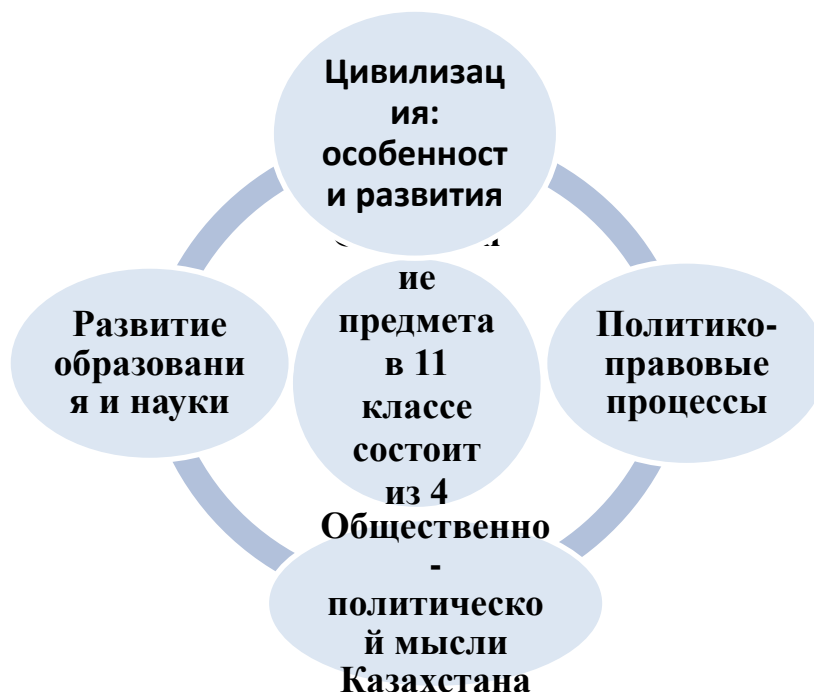 Цивилизац
ия:
особенност
и развития
ие
предмета
в 11
классе
состоит
из 4
Политико-
правовые
процессы
Общественно
-
политическо
й мысли
Казахстана
Развитие
образовани
я и науки